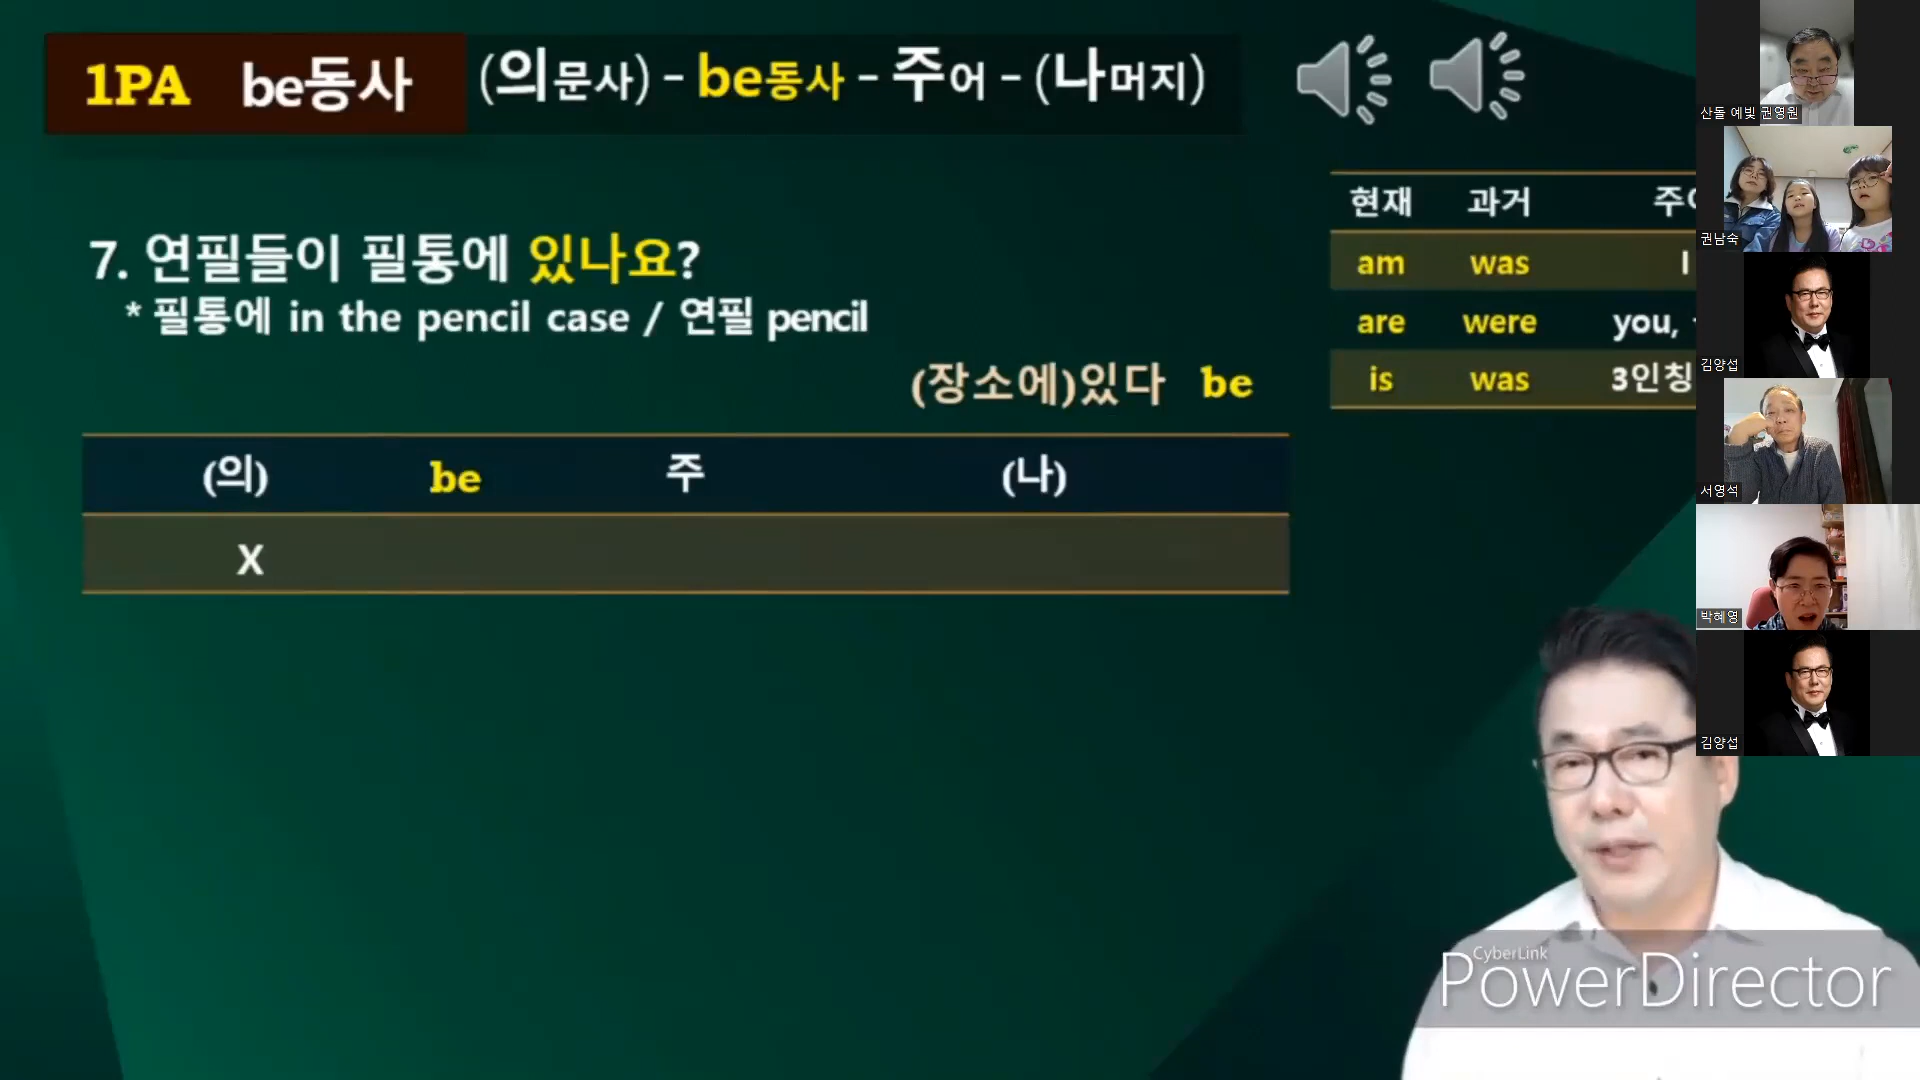 1PA be동사 (의문사) - be동사 - 주어 - (나머지)
7. 연필들이 필통에 있나요?
* 필통에 in the pencil case / 연필 pencil
(장소에)있다 be
(의) be 주 (나)
X
현재 과거
am was I
are were you,
is was 3인칭
산돌 예빛 권영원
권남숙
김양섭
서영석
박혜영
김양섭
CyberLink
PowerDirector